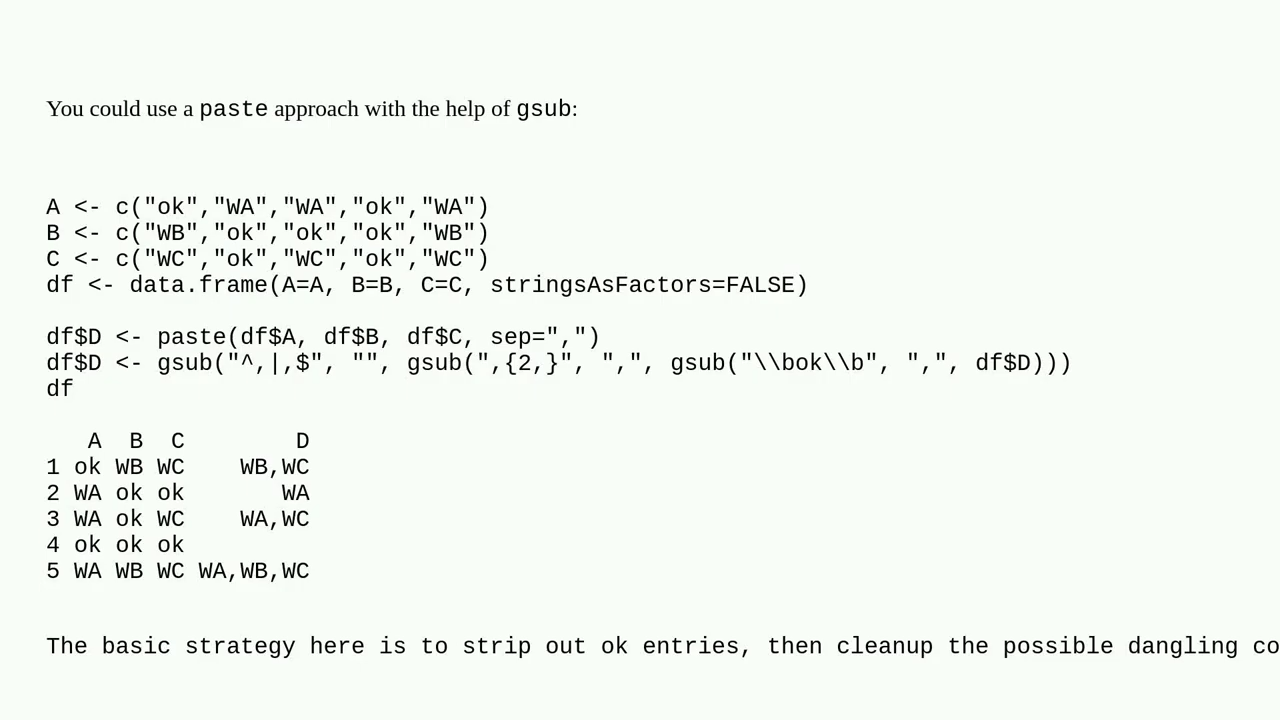 You could use a paste approach with the help of gsub:
A <- c("ok","WA","WA","ok","WA")
B <- c("WB","ok","ok","ok","WB")
C <- c("WC","ok","WC","ok","WC")
df <- data.frame(A=A, B=B, C=C, stringsAsFactors=FALSE)
df$D <- paste(df$A, df$B, df$C, sep=",")
df$D <- gsub("^,|,$", "", gsub(",{2,}", ",", gsub("\\bok\\b", ",", df$D)))
df
   A  B  C        D
1 ok WB WC    WB,WC
2 WA ok ok       WA
3 WA ok WC    WA,WC
4 ok ok ok
5 WA WB WC WA,WB,WC
The basic strategy here is to strip out ok entries, then cleanup the possible dangling